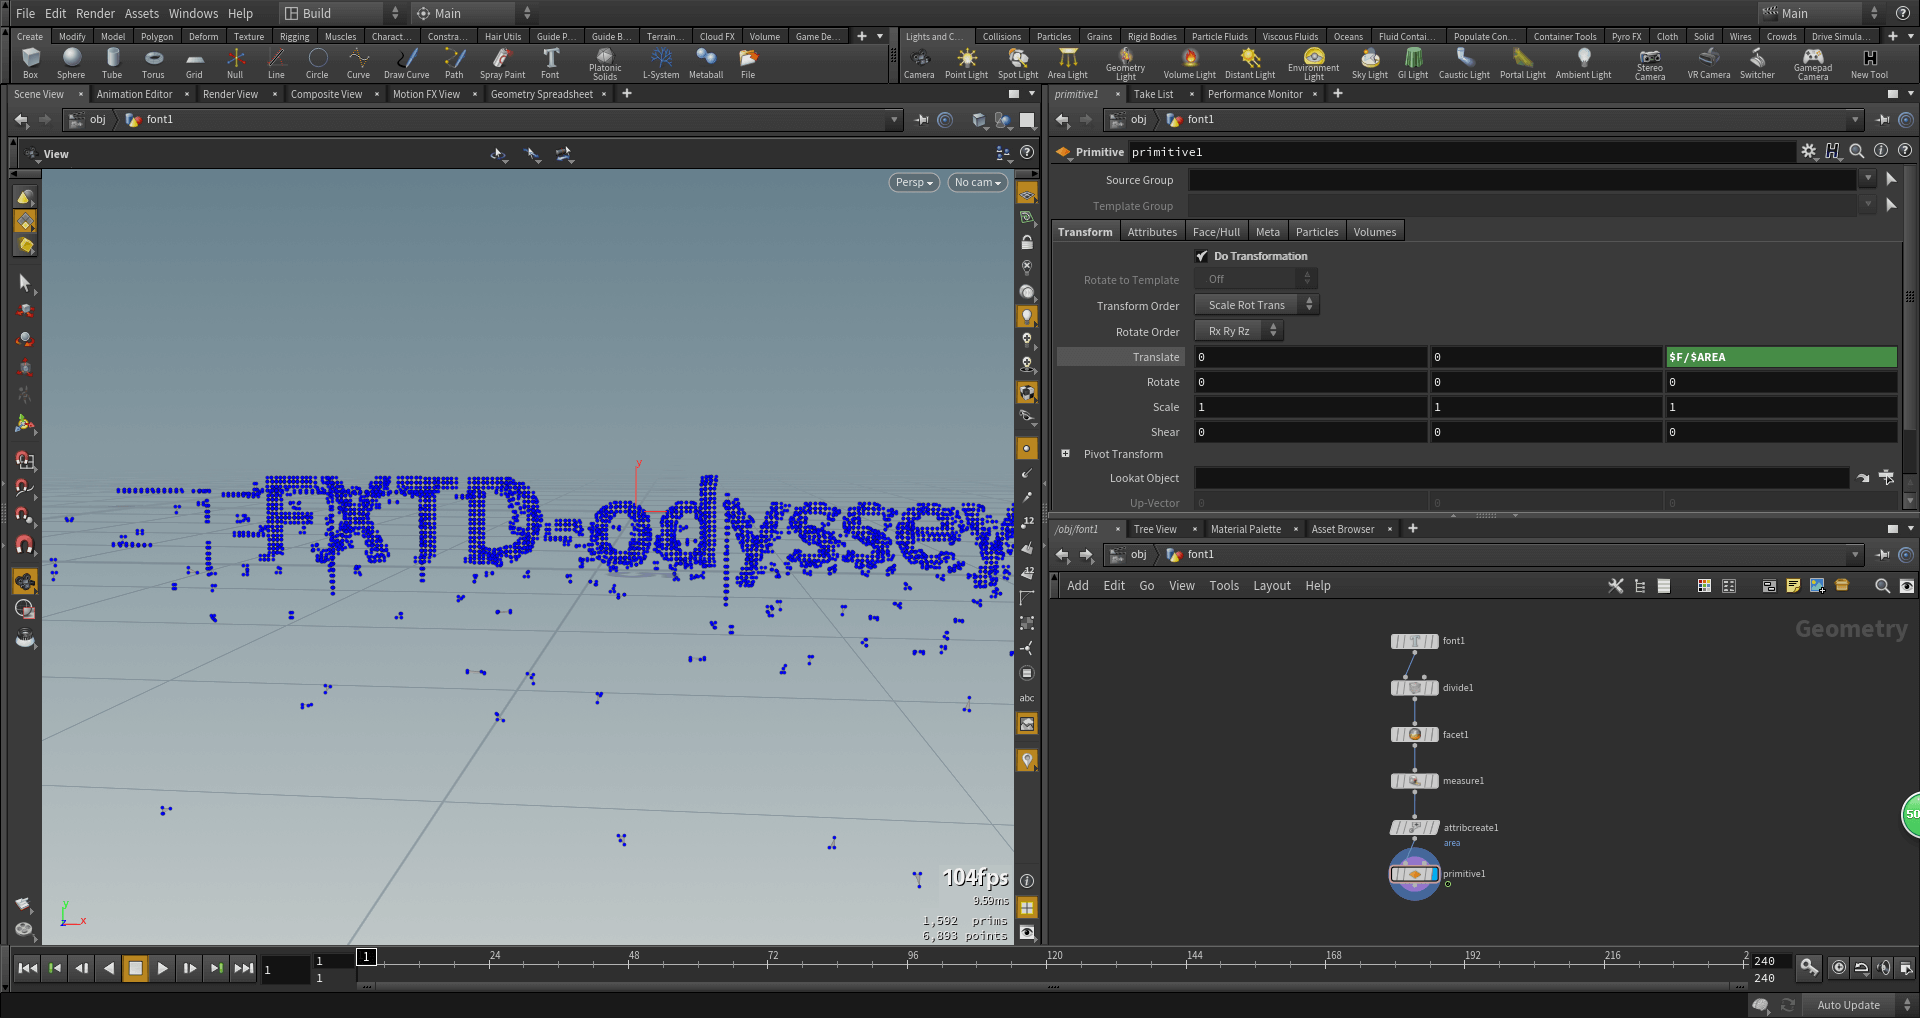 File Edit Render Assets Windows Help Build Main Main
Create Modify Model Polygon Deform Texture Rigging Muscles Charact... Constra... Hair Utils Guide P... Guide B... Terrain... Cloud FX Volume Game De...
Lights and C... Collisions Particles Grains Rigid Bodies Particle Fluids Viscous Fluids Oceans Fluid Contai... Populate Con... Container Tools Pyro FX Cloth Solid Wires Crowds Drive Simula...
Box Sphere Tube Torus Grid Null Line Circle Curve Draw Curve Path Spray Paint Font Platonic Solids L-System Metaball File
Camera Point Light Spot Light Area Light Geometry Light Volume Light Distant Light Environment Light Sky Light GI Light Caustic Light Portal Light Ambient Light Stereo Camera VR Camera Switcher Gamepad Camera New Tool
Scene View Animation Editor Render View Composite View Motion FX View Geometry Spreadsheet
primitive1 Take List Performance Monitor
obj font1
obj font1
View
Persp No cam
Primitive primitive1
Source Group
Template Group
Transform Attributes Face/Hull Meta Particles Volumes
Do Transformation
Rotate to Template Off
Transform Order Scale Rot Trans
Rotate Order Rx Ry Rz
Translate 0 0 $F/$AREA
Rotate 0 0 0
Scale 1 1 1
Shear 0 0 0
Pivot Transform
Lookat Object
Up-Vector 0 0 0
FXTD-odyssey
y
12
12
abc
y
z x
104fps
9.59ms
1,592 prims
6,893 points
/obj/font1 Tree View Material Palette Asset Browser
obj font1
Add Edit Go View Tools Layout Help
Geometry
font1
divide1
facet1
measure1
attribcreate1
area
primitive1
50
1 1 1 1 24 48 72 96 120 144 168 192 216 2 240
240
Auto Update